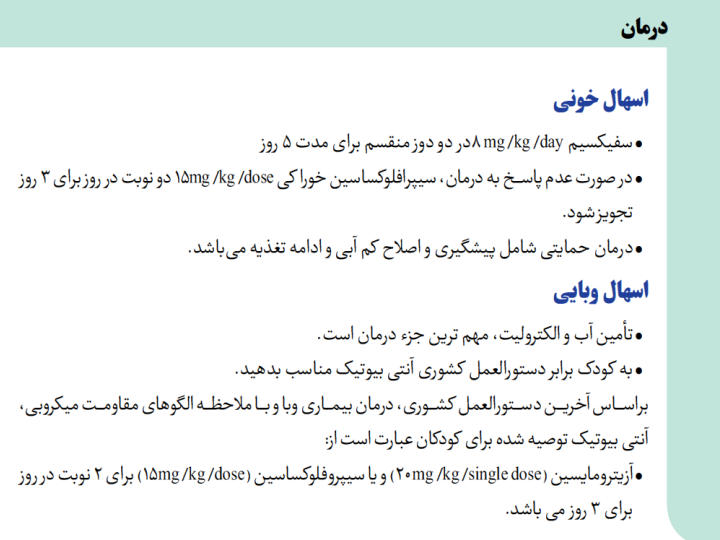 درمان
اسهال خونی
• سفیکسیم ۸mg/kg/day در دو دوز منقسم برای مدت ۵ روز
• در صورت عدم پاسخ به درمان، سیپرافلوکساسین خوراکی ۱۵mg/kg/dose دو نوبت در روز برای ۳ روز
تجویز شود.
• درمان حمایتی شامل پیشگیری و اصلاح کم آبی و ادامه تغذیه می‌باشد.
اسهال وبایی
• تأمین آب و الکترولیت، مهم ترین جزء درمان است.
• به کودک برابر دستورالعمل کشوری آنتی بیوتیک مناسب بدهید.
براساس آخرین دستورالعمل کشوری، درمان بیماری وبا و با ملاحظه الگوهای مقاومت میکروبی،
آنتی بیوتیک توصیه شده برای کودکان عبارت است از:
• آزیترومایسین (۲۰mg/kg/single dose) و یا سیپروفلوکساسین (۱۵mg/kg/dose) برای ۲ نوبت در روز
برای ۳ روز می باشد.